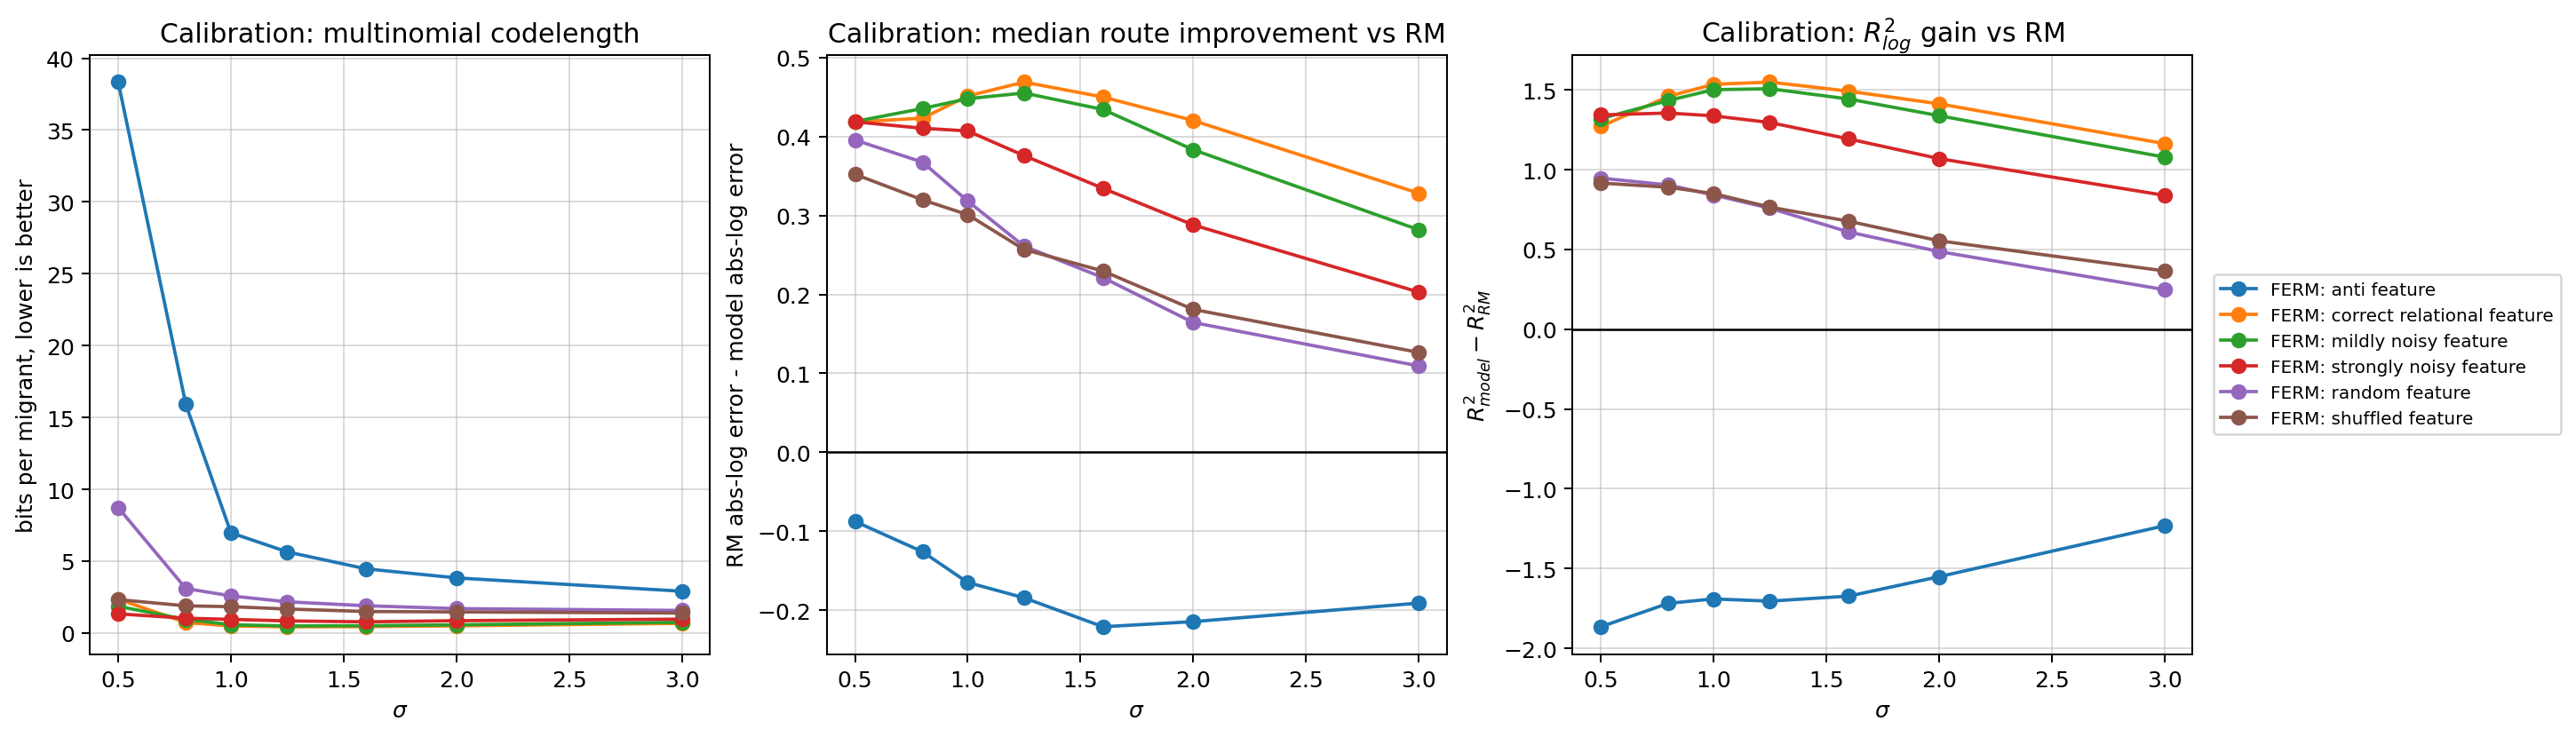 Calibration: multinomial codelength
bits per migrant, lower is better
40
35
30
25
20
15
10
5
0
0.5 1.0 1.5 2.0 2.5 3.0
σ
Calibration: median route improvement vs RM
RM abs-log error - model abs-log error
0.5
0.4
0.3
0.2
0.1
0.0
−0.1
−0.2
0.5 1.0 1.5 2.0 2.5 3.0
σ
Calibration: $R^2_{log}$ gain vs RM
$R^2_{model} - R^2_{RM}$
1.5
1.0
0.5
0.0
−0.5
−1.0
−1.5
−2.0
0.5 1.0 1.5 2.0 2.5 3.0
σ
FERM: anti feature
FERM: correct relational feature
FERM: mildly noisy feature
FERM: strongly noisy feature
FERM: random feature
FERM: shuffled feature